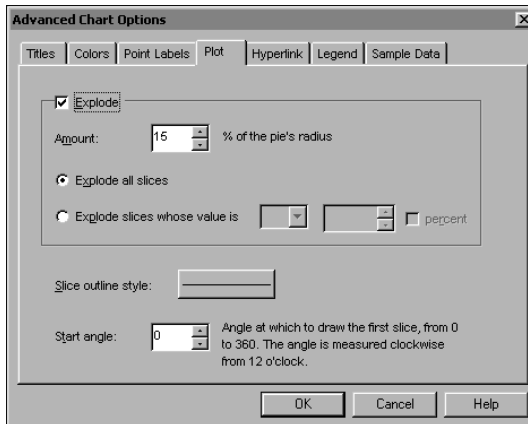 Advanced Chart Options
Titles Colors Point Labels Plot Hyperlink Legend Sample Data
Explode
Amount: 15 % of the pie's radius
Explode all slices
Explode slices whose value is percent
Slice outline style:
Start angle: 0 Angle at which to draw the first slice, from 0
to 360. The angle is measured clockwise
from 12 o'clock.
OK Cancel Help